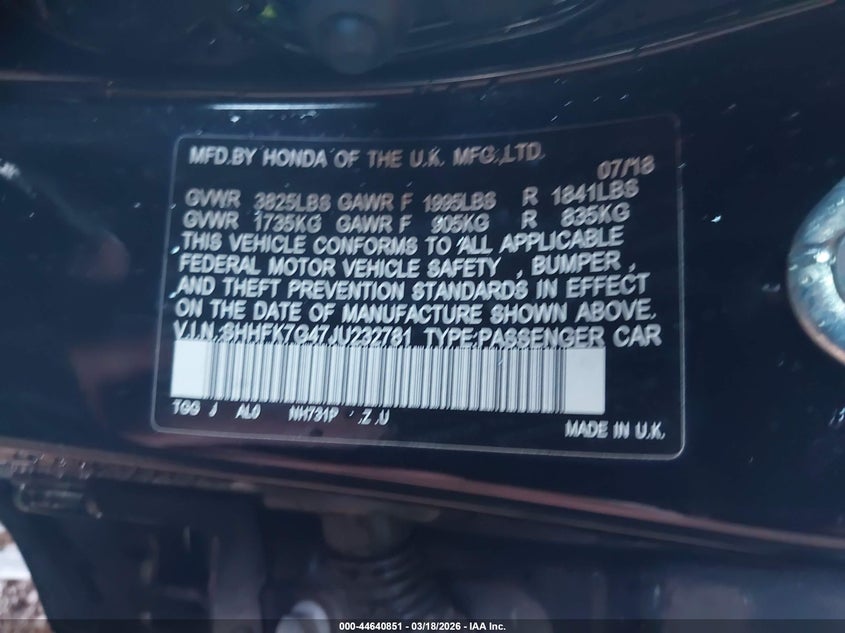 MFD.BY HONDA OF THE U.K. MFG.,LTD.
07/18
GVWR 3825LBS GAWR F 1995LBS R 1841LBS
GVWR 1735KG GAWR F 905KG R 835KG
THIS VEHICLE CONFORMS TO ALL APPLICABLE
FEDERAL MOTOR VEHICLE SAFETY , BUMPER ,
AND THEFT PREVENTION STANDARDS IN EFFECT
ON THE DATE OF MANUFACTURE SHOWN ABOVE.
V.I.N.:SHHFK7G47JU232781 TYPE:PASSENGER CAR
TGG J AL0 NH731P Z U
MADE IN U.K.
000-44640851 | 03/18/2026 | IAA Inc.